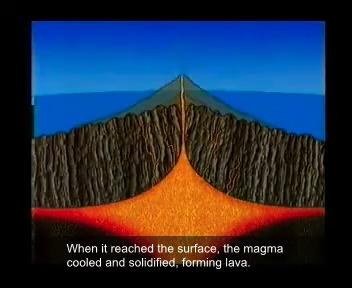 When it reached the surface, the magma
cooled and solidified, forming lava.